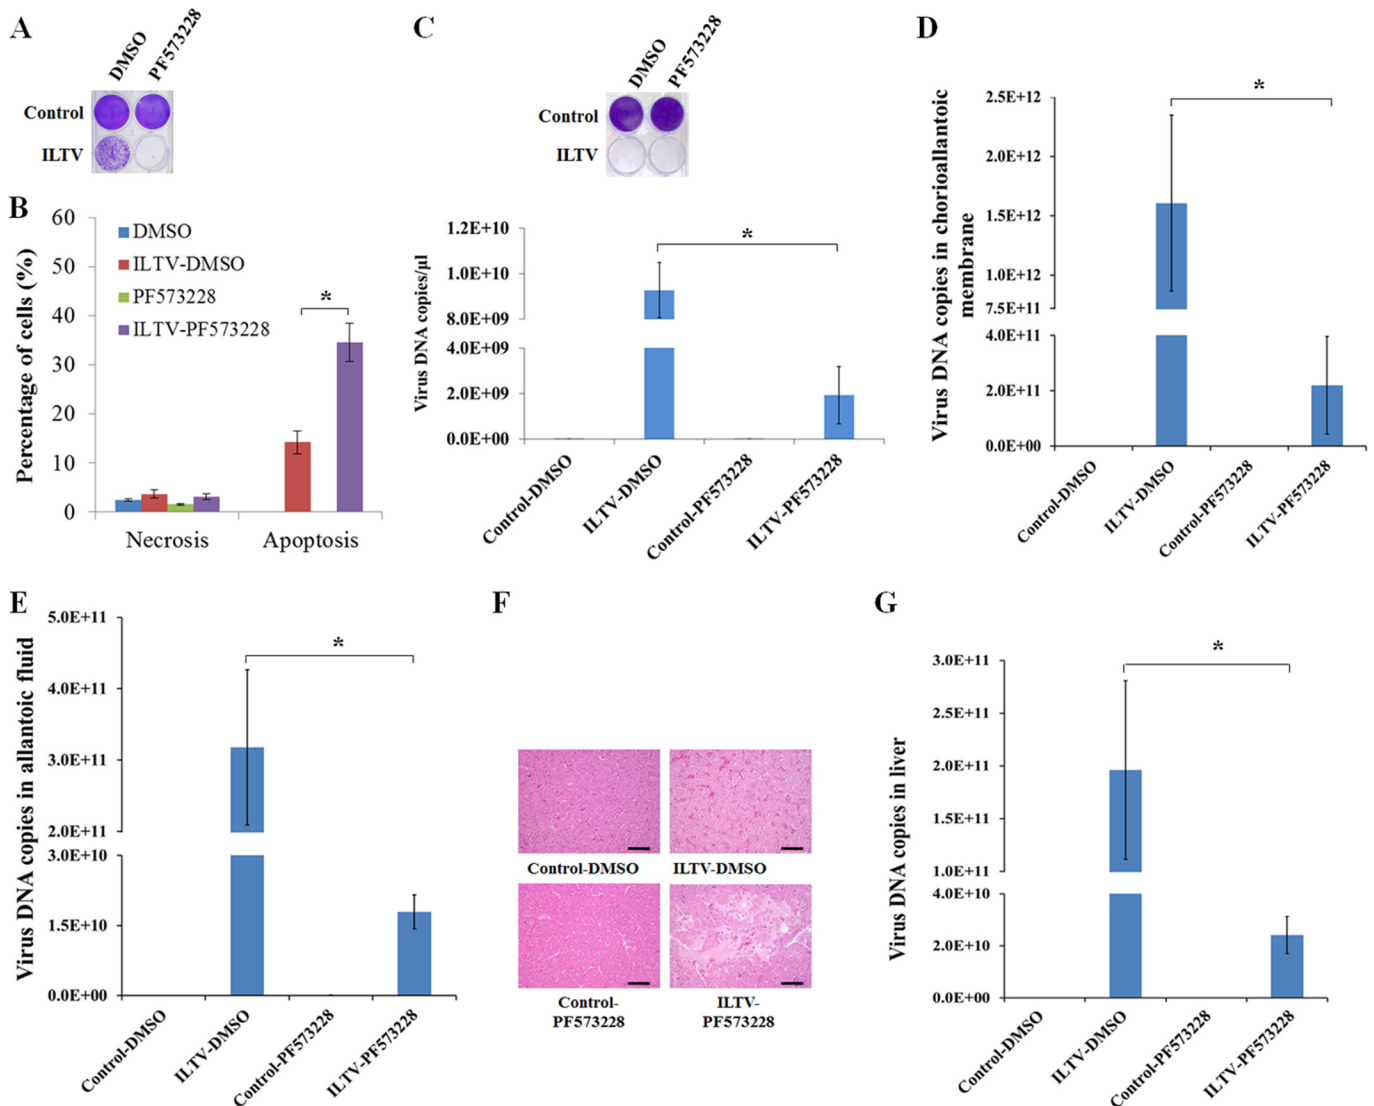 A
DMSO
PF573228
Control
ILTV
B
Percentage of cells (%)
60
50
40
30
20
10
0
DMSO
ILTV-DMSO
PF573228
ILTV-PF573228
*
Necrosis
Apoptosis
C
DMSO
PF573228
Control
ILTV
Virus DNA copies/µl
1.2E+10
1.0E+10
8.0E+09
4.0E+09
2.0E+09
0.0E+00
*
Control-DMSO
ILTV-DMSO
Control-PF573228
ILTV-PF573228
D
Virus DNA copies in chorioallantoic
membrane
2.5E+12
2.0E+12
1.5E+12
1.0E+12
7.5E+11
4.0E+11
2.0E+11
0.0E+00
*
Control-DMSO
ILTV-DMSO
Control-PF573228
ILTV-PF573228
E
Virus DNA copies in allantoic fluid
5.0E+11
4.0E+11
3.0E+11
2.0E+11
3.0E+10
1.5E+10
0.0E+00
*
Control-DMSO
ILTV-DMSO
Control-PF573228
ILTV-PF573228
F
Control-DMSO
ILTV-DMSO
Control-
PF573228
ILTV-
PF573228
G
Virus DNA copies in liver
3.0E+11
2.5E+11
2.0E+11
1.5E+11
1.0E+11
4.0E+10
2.0E+10
0.0E+00
*
Control-DMSO
ILTV-DMSO
Control-PF573228
ILTV-PF573228